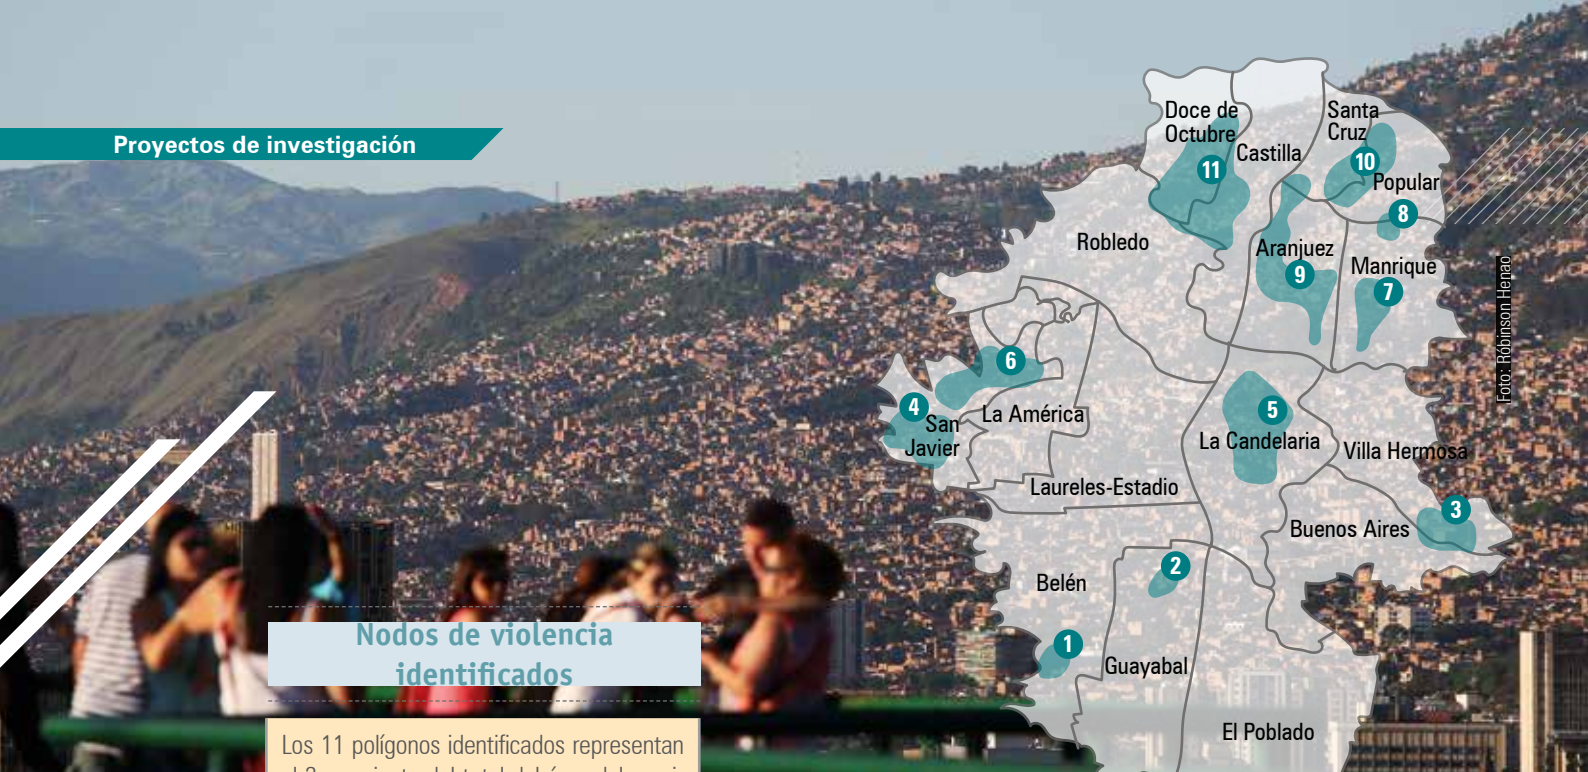 Proyectos de investigación
Doce de
Octubre
11
Castilla
Santa
Cruz
10
Popular
8
Robledo
Aranjuez
9
Manrique
7
6
4
San
Javier
La América
5
La Candelaria
Villa Hermosa
Laureles-Estadio
3
Buenos Aires
2
Belén
1
Guayabal
El Poblado
Foto: Róbinson Henao
Nodos de violencia
identificados
Los 11 polígonos identificados representan